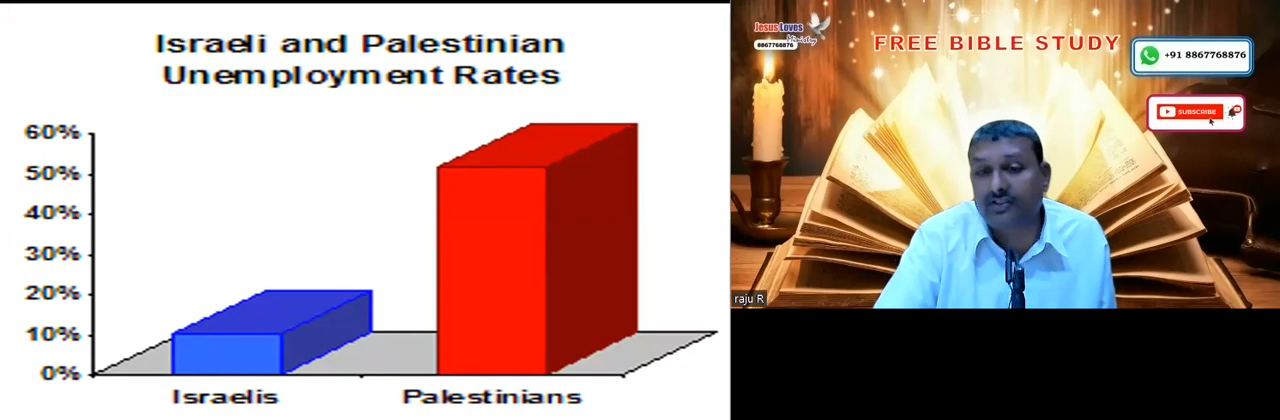 Israeli and Palestinian
Unemployment Rates
60%
50%
40%
30%
20%
10%
0%
Israelis
Palestinians
Jesus Loves
Ministry
8867768876
FREE BIBLE STUDY
+91 8867768876
SUBSCRIBE
raju R